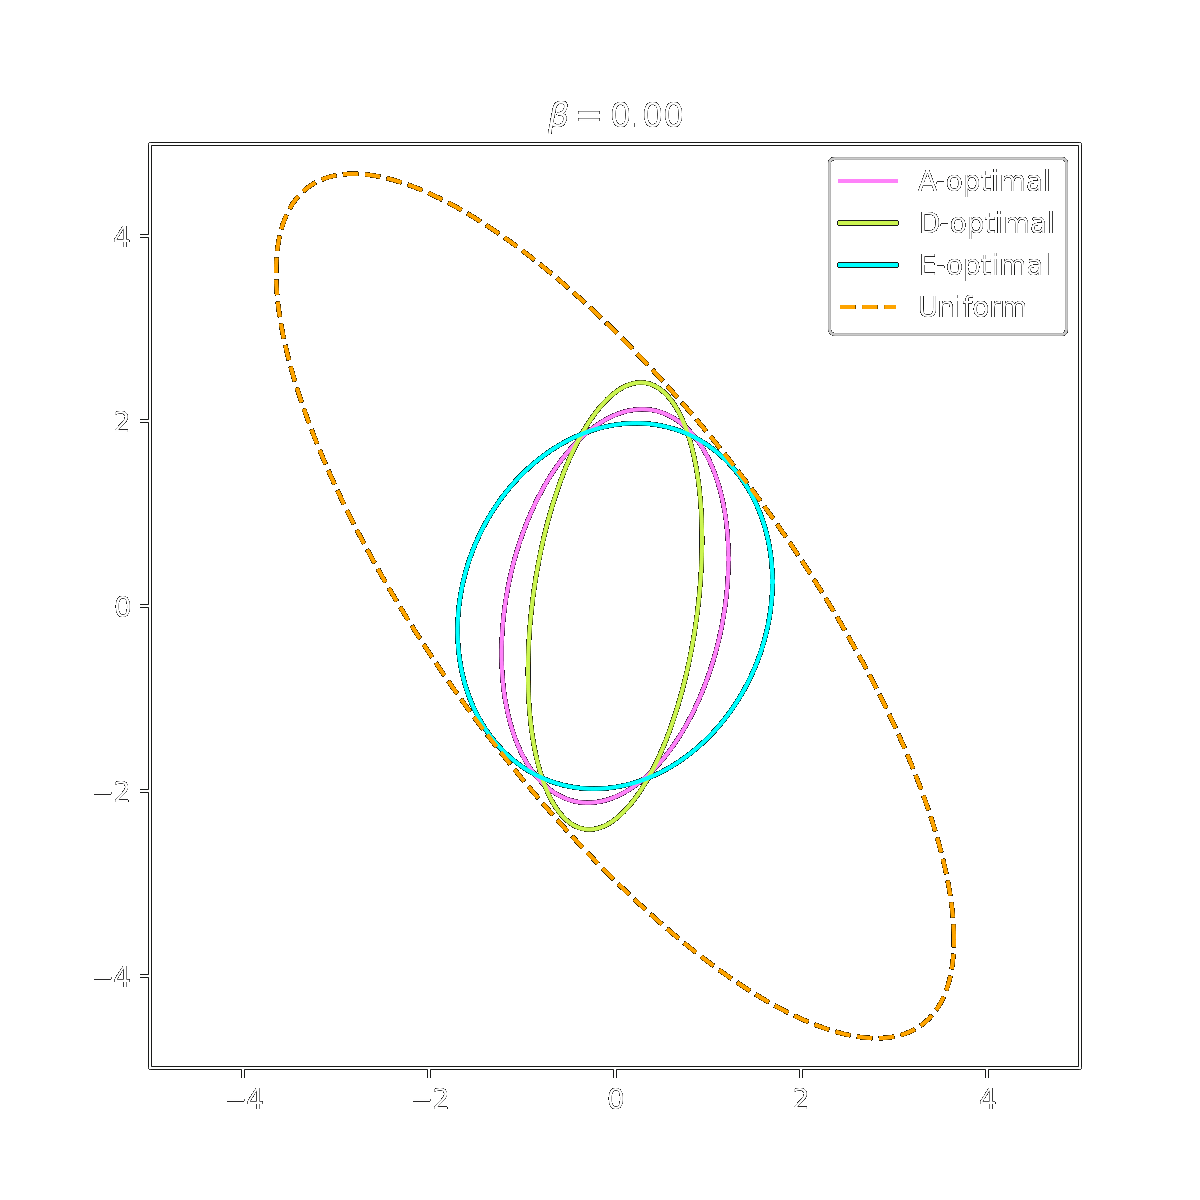 β = 0.00
A-optimal
D-optimal
E-optimal
Uniform
4
2
0
−2
−4
−4 −2 0 2 4